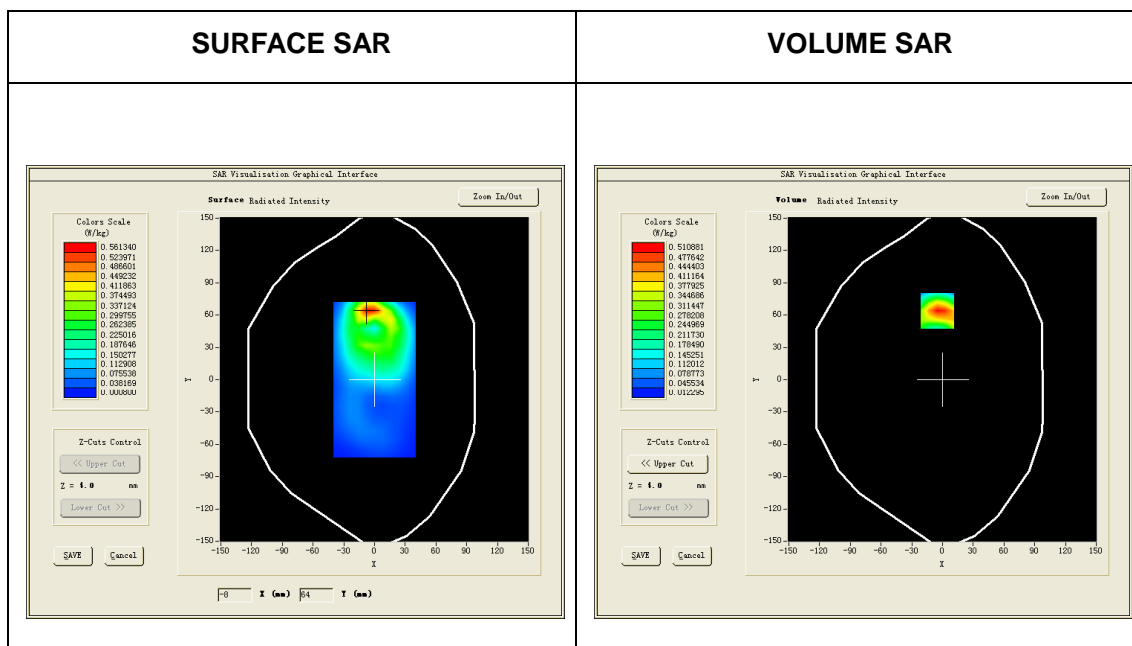 SURFACE SAR
VOLUME SAR
SAR Visualisation Graphical Interface
Surface Radiated Intensity
Zoom In/Out
Colors Scale
(W/kg)
0.561340
0.523971
0.486601
0.449232
0.411863
0.374493
0.337124
0.299755
0.262385
0.225016
0.187646
0.150277
0.112908
0.075538
0.038169
0.000800
150
120
90
60
30
0
-30
-60
-90
-120
-150
Y
-150 -120 -90 -60 -30 0 30 60 90 120 150
X
Z-Cuts Control
<< Upper Cut
Z = 4.0 mm
Lower Cut >>
SAVE Cancel
-8 X (mm) 64 Y (mm)
SAR Visualisation Graphical Interface
Volume Radiated Intensity
Zoom In/Out
Colors Scale
(W/kg)
0.510881
0.477642
0.444403
0.411164
0.377925
0.344686
0.311447
0.278208
0.244969
0.211730
0.178490
0.145251
0.112012
0.078773
0.045534
0.012295
150
120
90
60
30
0
-30
-60
-90
-120
-150
Y
-150 -120 -90 -60 -30 0 30 60 90 120 150
X
Z-Cuts Control
<< Upper Cut
Z = 4.0 mm
Lower Cut >>
SAVE Cancel